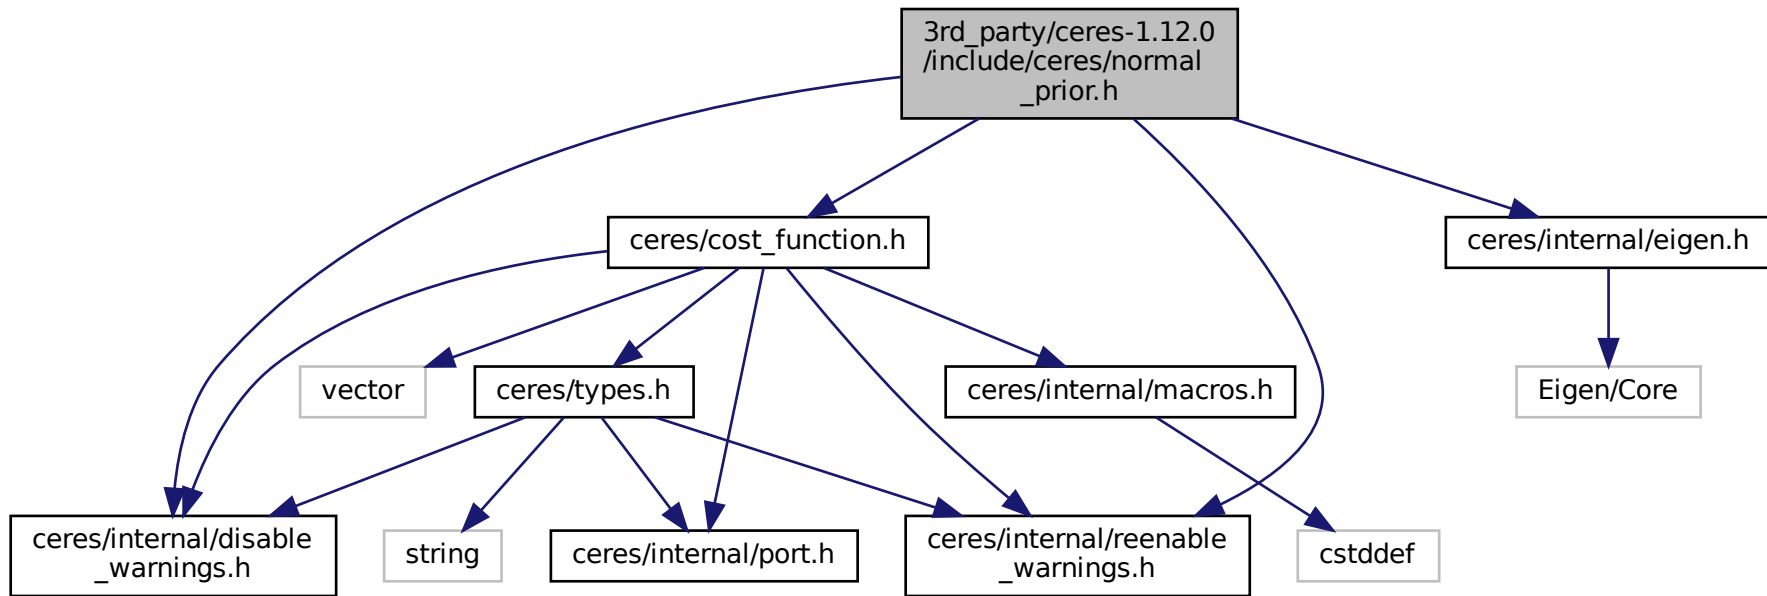 3rd_party/ceres-1.12.0
/include/ceres/normal
_prior.h
ceres/cost_function.h
ceres/internal/eigen.h
vector
ceres/types.h
ceres/internal/macros.h
Eigen/Core
ceres/internal/disable
_warnings.h
string
ceres/internal/port.h
ceres/internal/reenable
_warnings.h
cstddef